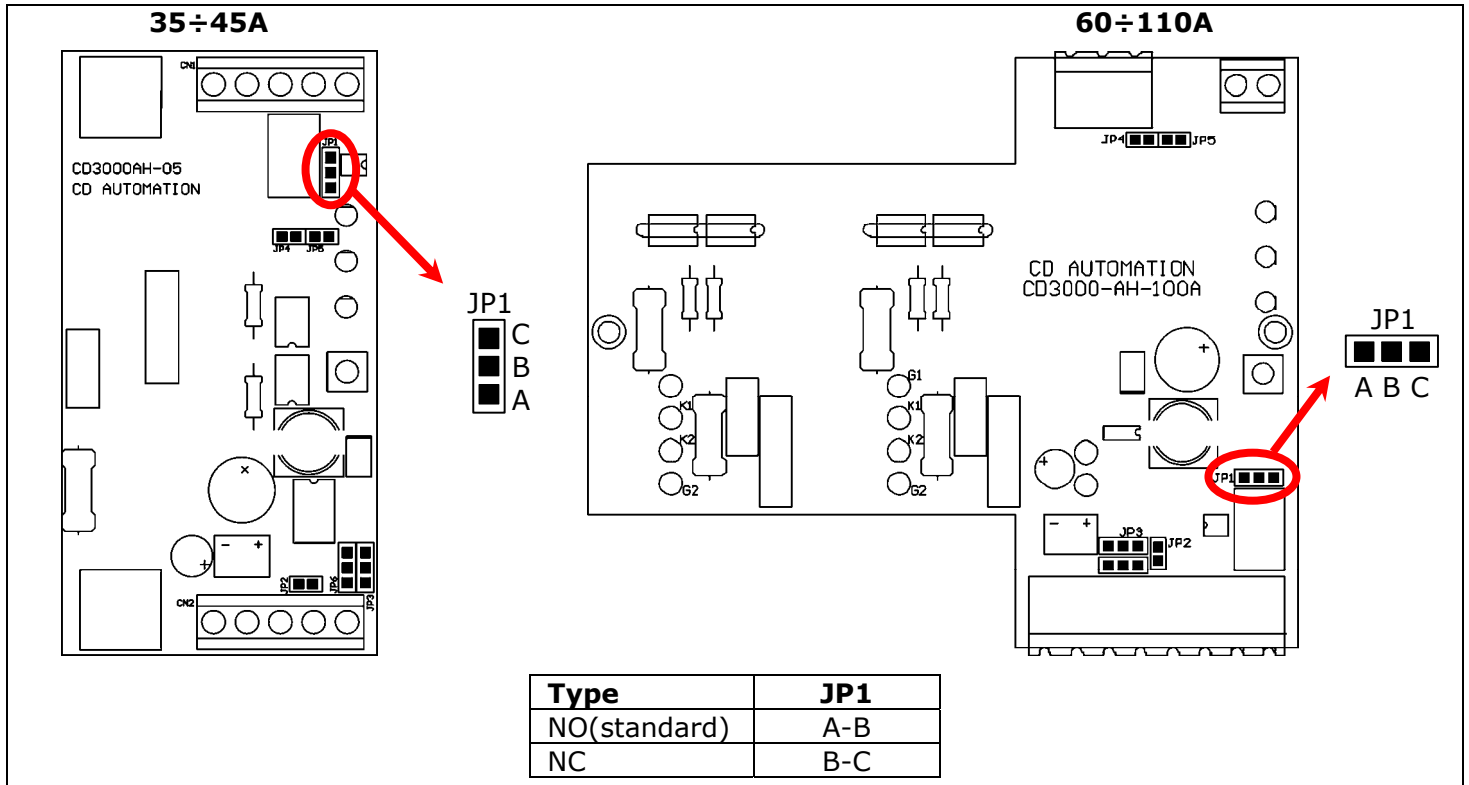 35÷45A
60÷110A
CN1
JP1
CD3000AH-05
CD AUTOMATION
JP4 JP5
JP2
JP6
JP3
CN2
JP1
C
B
A
JP4 JP5
CD AUTOMATION
CD3000-AH-100A
K1
K2
G2
G1
K1
K2
G2
JP1
JP3
JP2
JP1
A B C
Type JP1
NO(standard) A-B
NC B-C